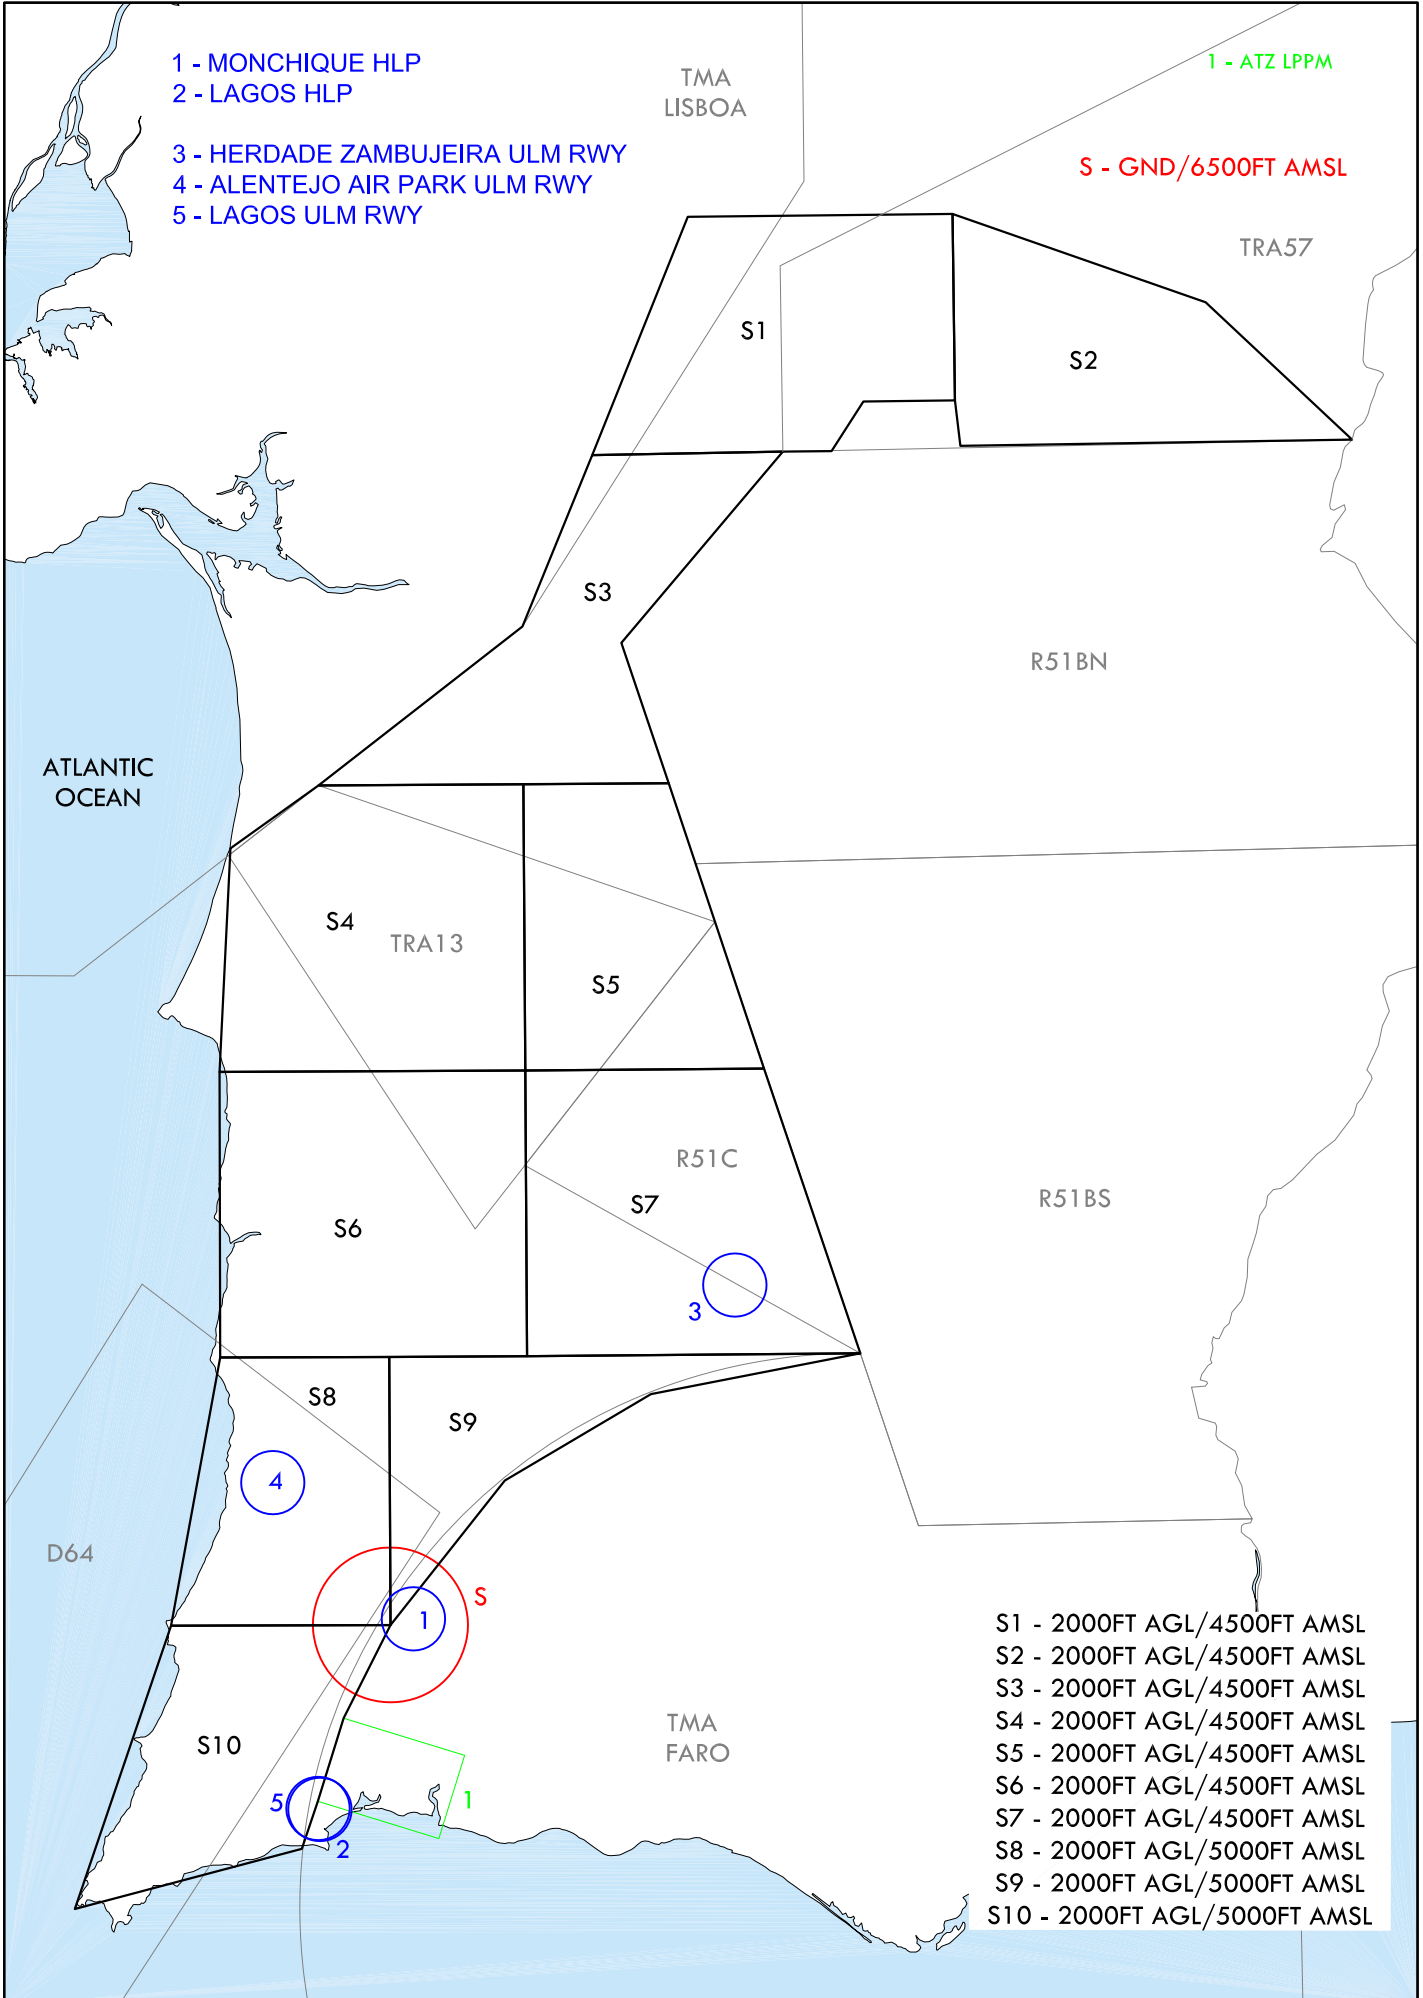 1 - MONCHIQUE HLP
2 - LAGOS HLP
3 - HERDADE ZAMBUJEIRA ULM RWY
4 - ALENTEJO AIR PARK ULM RWY
5 - LAGOS ULM RWY
TMA
LISBOA
1 - ATZ LPPM
S - GND/6500FT AMSL
TRA57
S1
S2
S3
R51BN
ATLANTIC
OCEAN
S4
TRA13
S5
R51C
S7
R51BS
S6
3
S8
S9
4
D64
S
1
S10
TMA
FARO
5
1
2
S1 - 2000FT AGL/4500FT AMSL
S2 - 2000FT AGL/4500FT AMSL
S3 - 2000FT AGL/4500FT AMSL
S4 - 2000FT AGL/4500FT AMSL
S5 - 2000FT AGL/4500FT AMSL
S6 - 2000FT AGL/4500FT AMSL
S7 - 2000FT AGL/4500FT AMSL
S8 - 2000FT AGL/5000FT AMSL
S9 - 2000FT AGL/5000FT AMSL
S10 - 2000FT AGL/5000FT AMSL